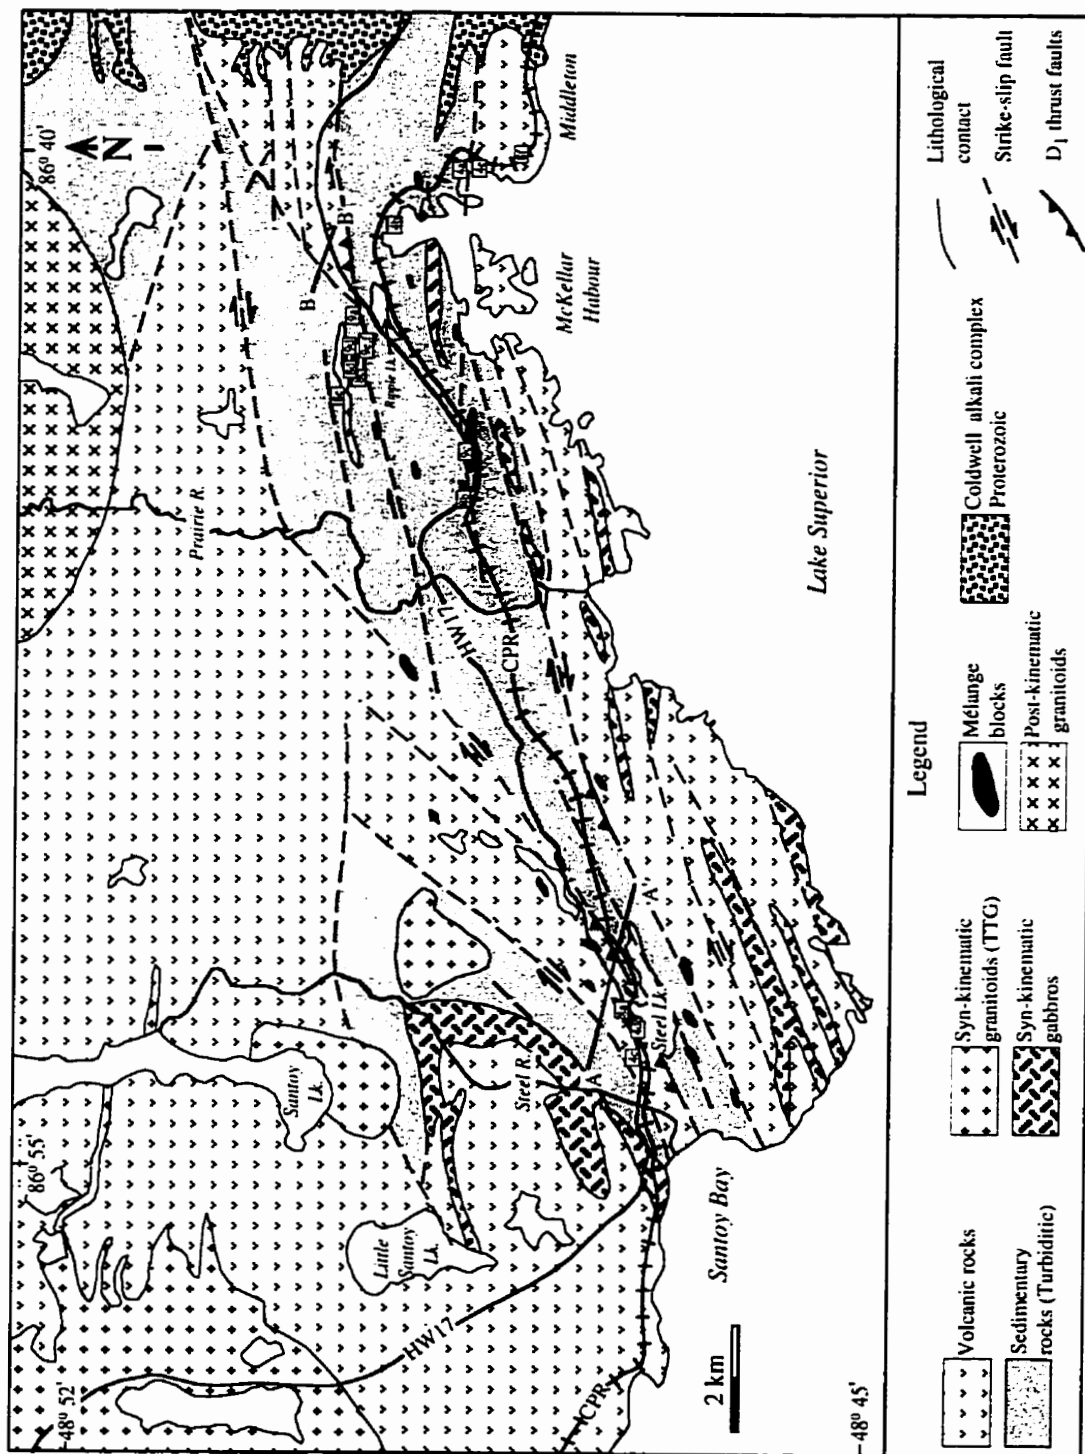 86° 55'
86° 40'
48° 52'
48° 45'
N
Prairie R.
Santoy
Lk.
Little
Santoy
Lk.
Steel R.
Steel Lk.
HW17
HW17
CPR
CPR
A
A'
B
B'
Middleton
McKellar
Habour
Santoy Bay
Lake Superior
2 km
Legend
Volcanic rocks
Sedimentary
rocks (Turbiditic)
Syn-kinematic
granitoids (TTG)
Syn-kinematic
gabbros
Mélange
blocks
Post-kinematic
granitoids
Coldwell alkali complex
Proterozoic
Lithological
contact
Strike-slip fault
D1 thrust faults